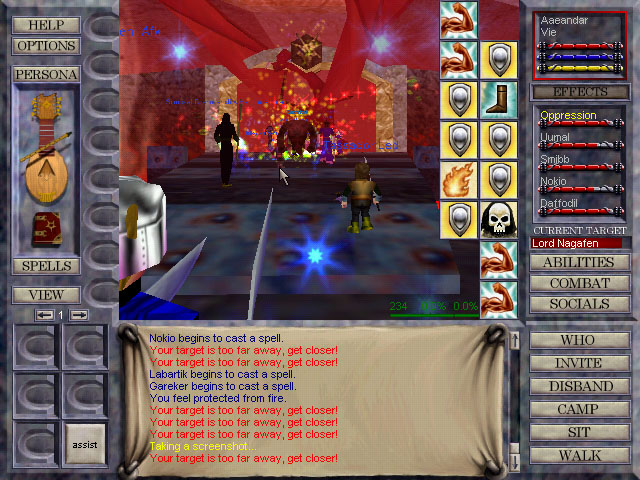 HELP
OPTIONS
PERSONA
SPELLS
VIEW
1
assist
234
0.0%
Aaeandar
Vie
EFFECTS
Oppression
Uumal
Smibb
Nokio
Daffodil
CURRENT TARGET
Lord Nagafen
ABILITIES
COMBAT
SOCIALS
Nokio begins to cast a spell.
Your target is too far away, get closer!
Your target is too far away, get closer!
Labartik begins to cast a spell.
Gareker begins to cast a spell.
You feel protected from fire.
Your target is too far away, get closer!
Your target is too far away, get closer!
Your target is too far away, get closer!
Taking a screenshot...
Your target is too far away, get closer!
WHO
INVITE
DISBAND
CAMP
SIT
WALK